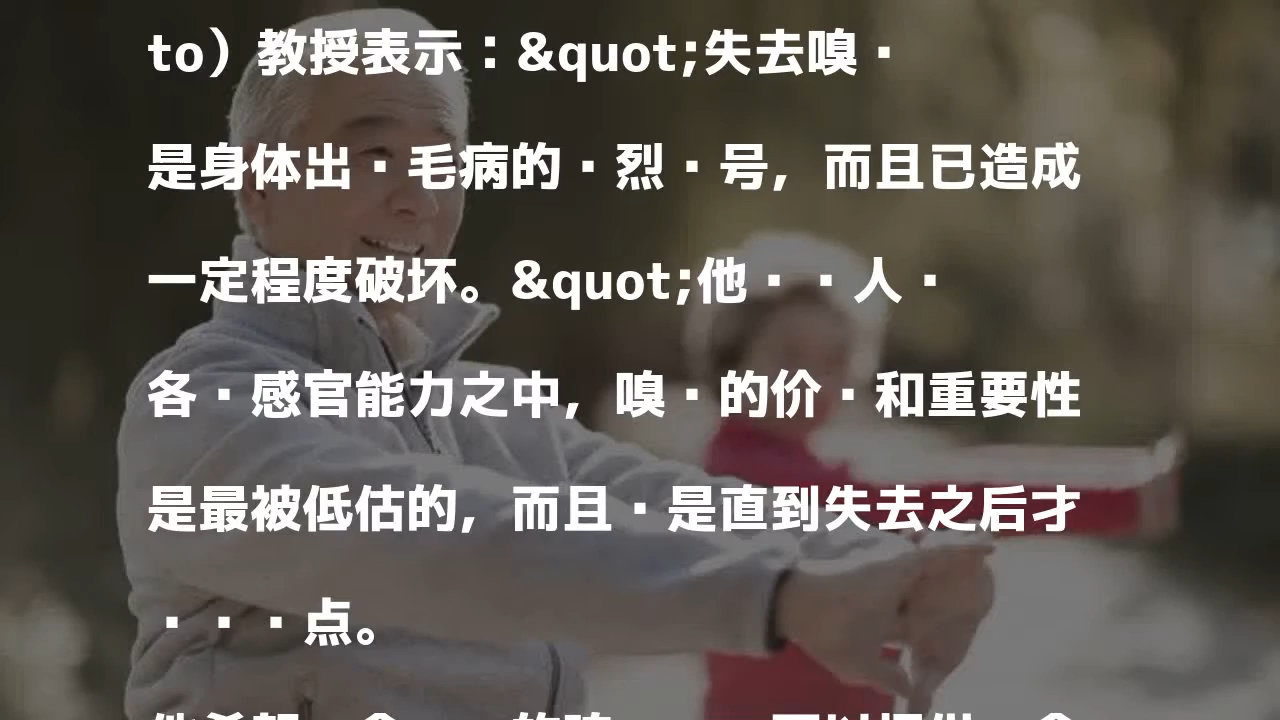 to）教授表示：&quot;失去嗅·
是身体出·毛病的·烈·号，而且已造成
一定程度破坏。&quot;他··人·
各·感官能力之中，嗅·的价·和重要性
是最被低估的，而且·是直到失去之后才
···点。